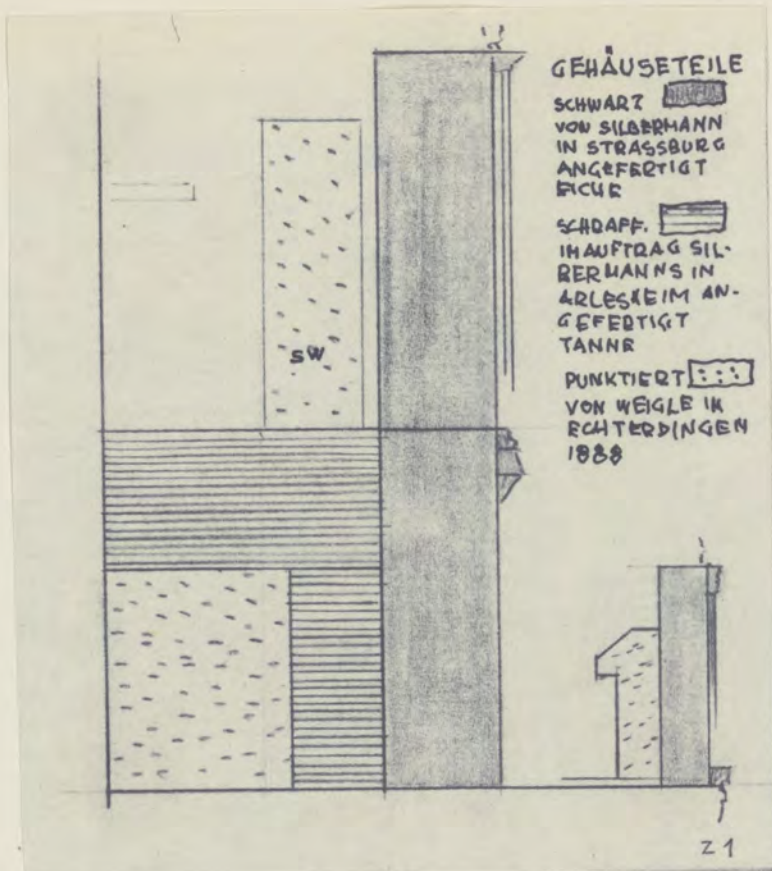 GEHÄUSETEILE
SCHWARZ
VON SILBERMANN
IN STRASSBURG
ANGEFERTIGT
EICHE
SCHRAFF.
IM AUFTRAG SIL-
BERMANNS IN
ARLESHEIM AN-
GEFERTIGT
TANNE
PUNKTIERT
VON WEIGLE IN
ECHTERDINGEN
1888
SW
Z1